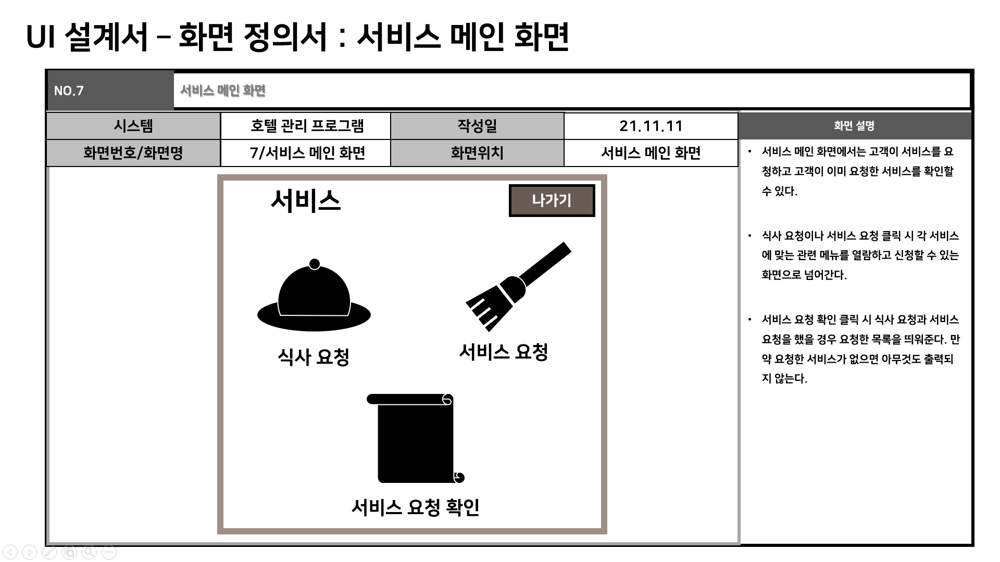 UI 설계서 – 화면 정의서 : 서비스 메인 화면
NO.7
서비스 메인 화면
시스템
호텔 관리 프로그램
작성일
21.11.11
화면 설명
화면번호/화면명
7/서비스 메인 화면
화면위치
서비스 메인 화면
서비스
나가기
식사 요청
서비스 요청
서비스 요청 확인
• 서비스 메인 화면에서는 고객이 서비스를 요
청하고 고객이 이미 요청한 서비스를 확인할
수 있다.
• 식사 요청이나 서비스 요청 클릭 시 각 서비스
에 맞는 관련 메뉴를 열람하고 신청할 수 있는
화면으로 넘어간다.
• 서비스 요청 확인 클릭 시 식사 요청과 서비스
요청을 했을 경우 요청한 목록을 띄워준다. 만
약 요청한 서비스가 없으면 아무것도 출력되
지 않는다.